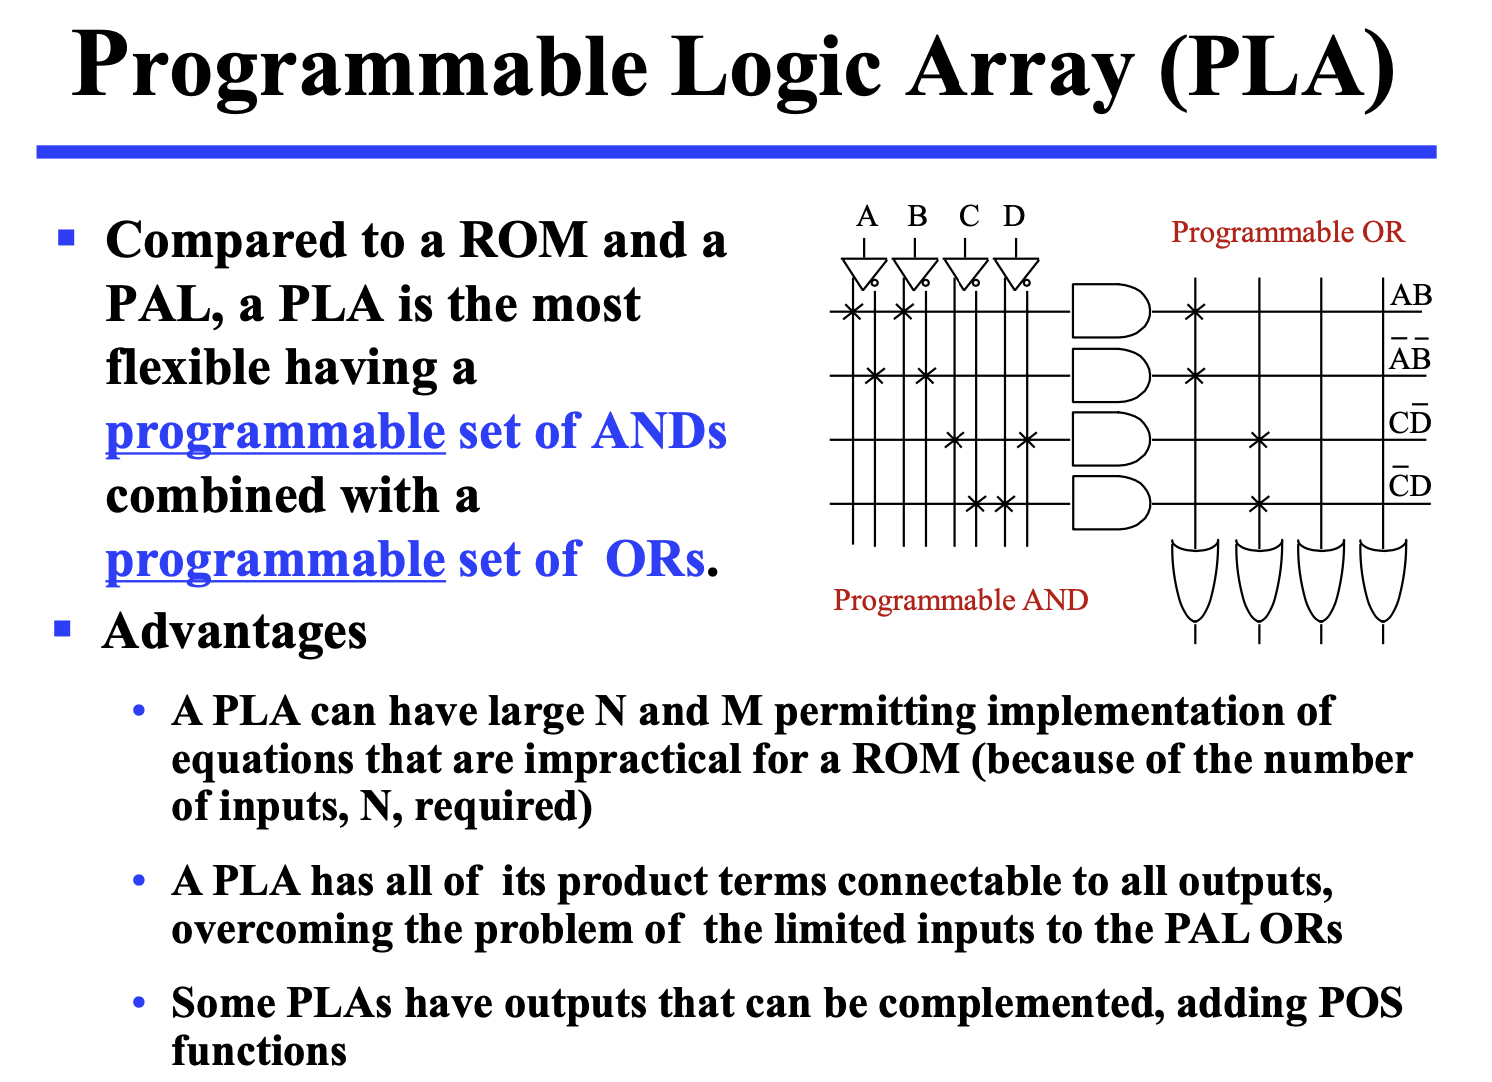 Programmable Logic Array (PLA)
▪ Compared to a ROM and a
PAL, a PLA is the most
flexible having a
programmable set of ANDs
combined with a
programmable set of ORs.
A B C D
Programmable OR
AB
A̅B̅
CD̅
C̅D
Programmable AND
▪ Advantages
• A PLA can have large N and M permitting implementation of
equations that are impractical for a ROM (because of the number
of inputs, N, required)
• A PLA has all of its product terms connectable to all outputs,
overcoming the problem of the limited inputs to the PAL ORs
• Some PLAs have outputs that can be complemented, adding POS
functions